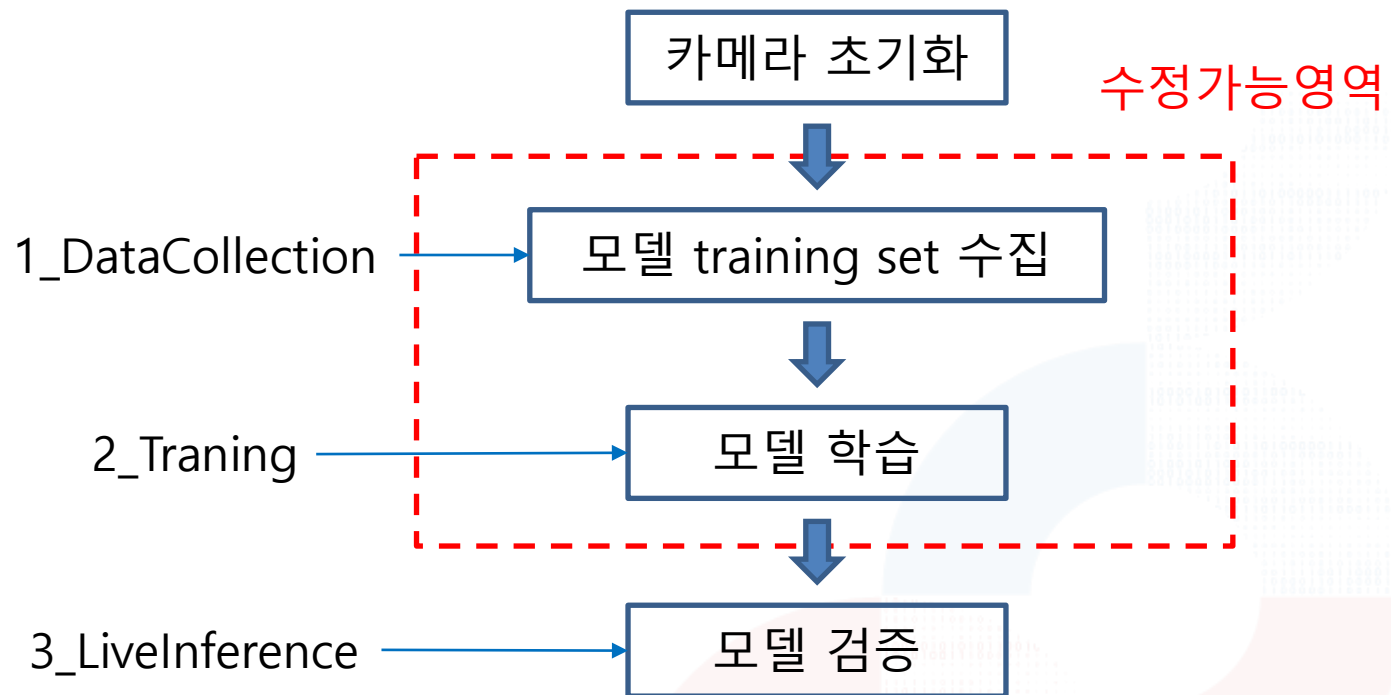 카메라 초기화
수정가능영역
1_DataCollection
모델 training set 수집
2_Traning
모델 학습
3_LiveInference
모델 검증